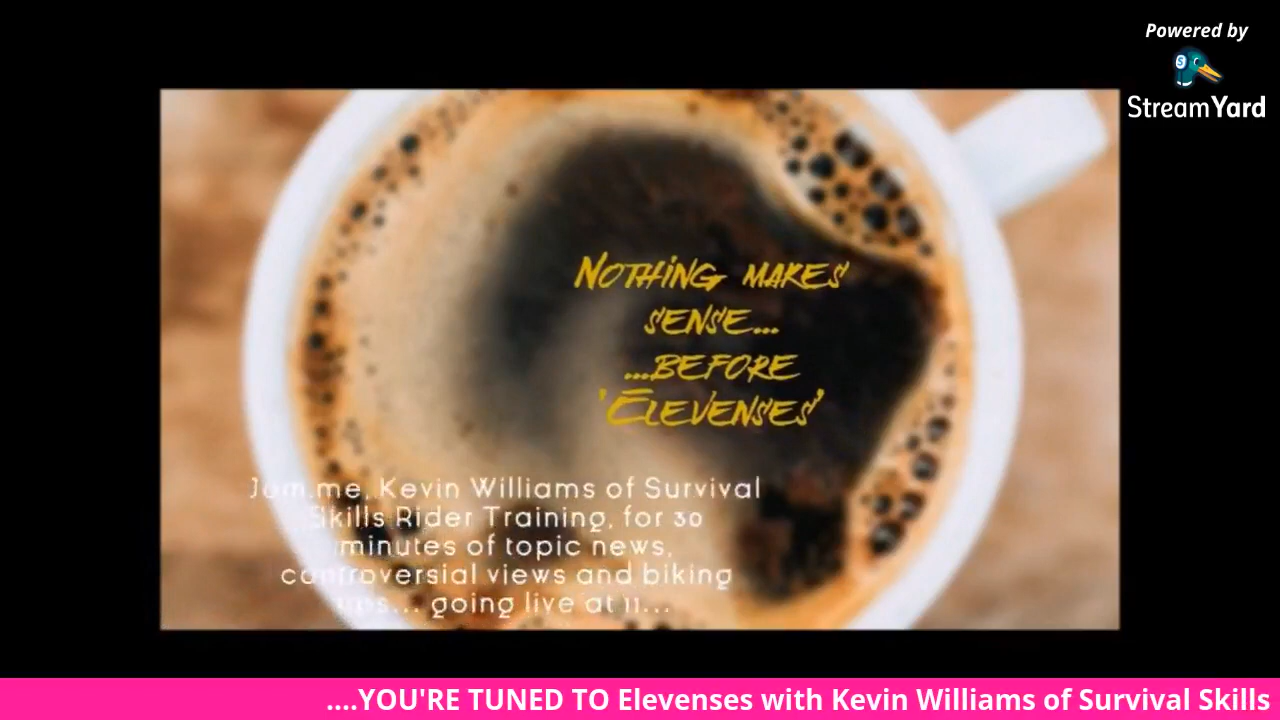 Powered by
StreamYard
NOTHING MAKES
SENSE...
...BEFORE
'ELEVENSES'
Join me, Kevin Williams of Survival
Skills Rider Training, for 30
minutes of topic news,
controversial views and biking
tips... going live at 11...
....YOU'RE TUNED TO Elevenses with Kevin Williams of Survival Skills